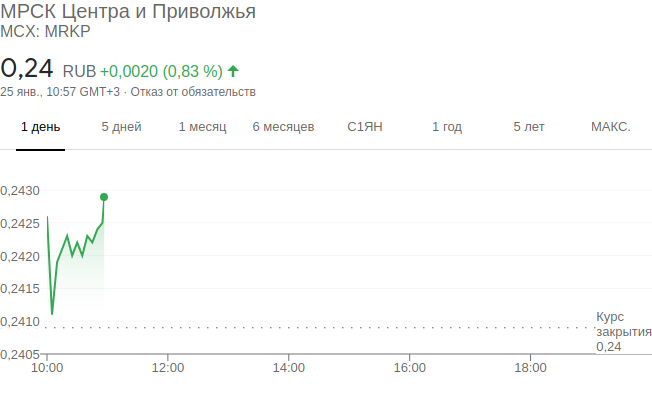 МРСК Центра и Приволжья
MCX: MRKP
0,24 RUB +0,0020 (0,83 %)
25 янв., 10:57 GMT+3 · Отказ от обязательств
1 день 5 дней 1 месяц 6 месяцев С1ЯН 1 год 5 лет МАКС.
0,2430
0,2425
0,2420
0,2415
0,2410
0,2405
Курс
закрытия
0,24
10:00 12:00 14:00 16:00 18:00